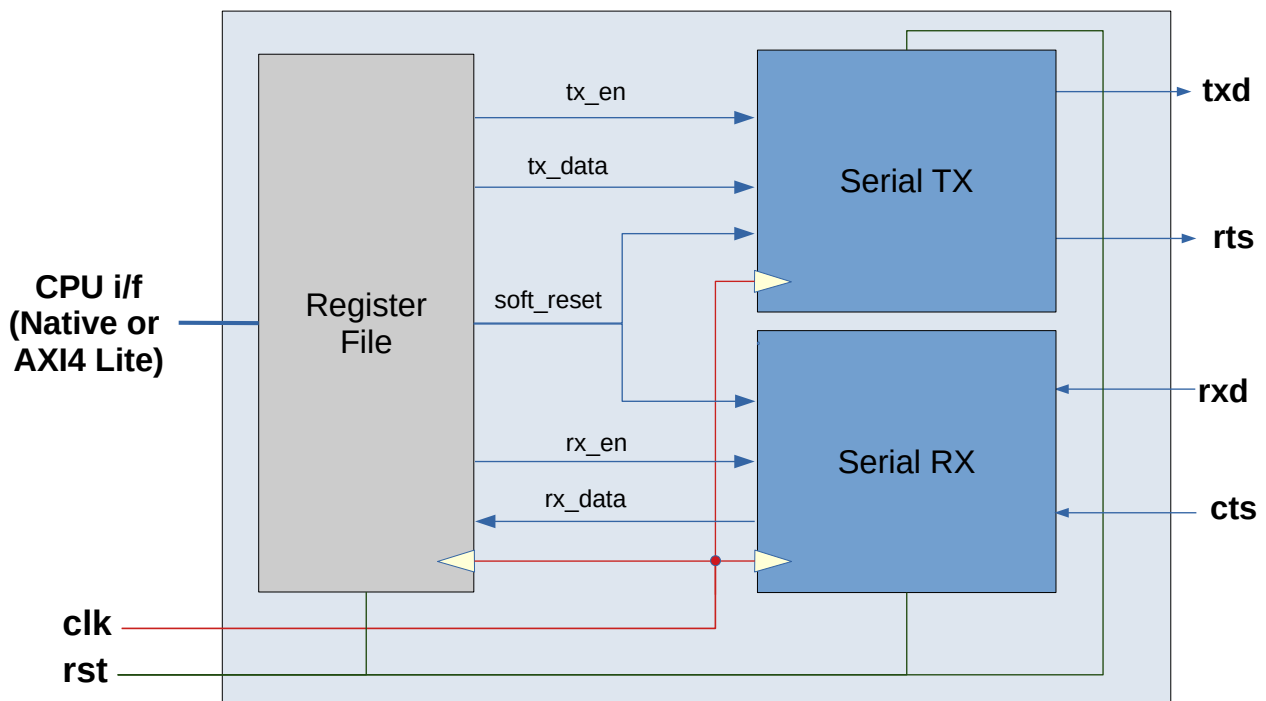 tx_en
txd
tx_data
Serial TX
rts
CPU i/f
(Native or
AXI4 Lite)
Register
File
soft_reset
rxd
rx_en
Serial RX
rx_data
cts
clk
rst